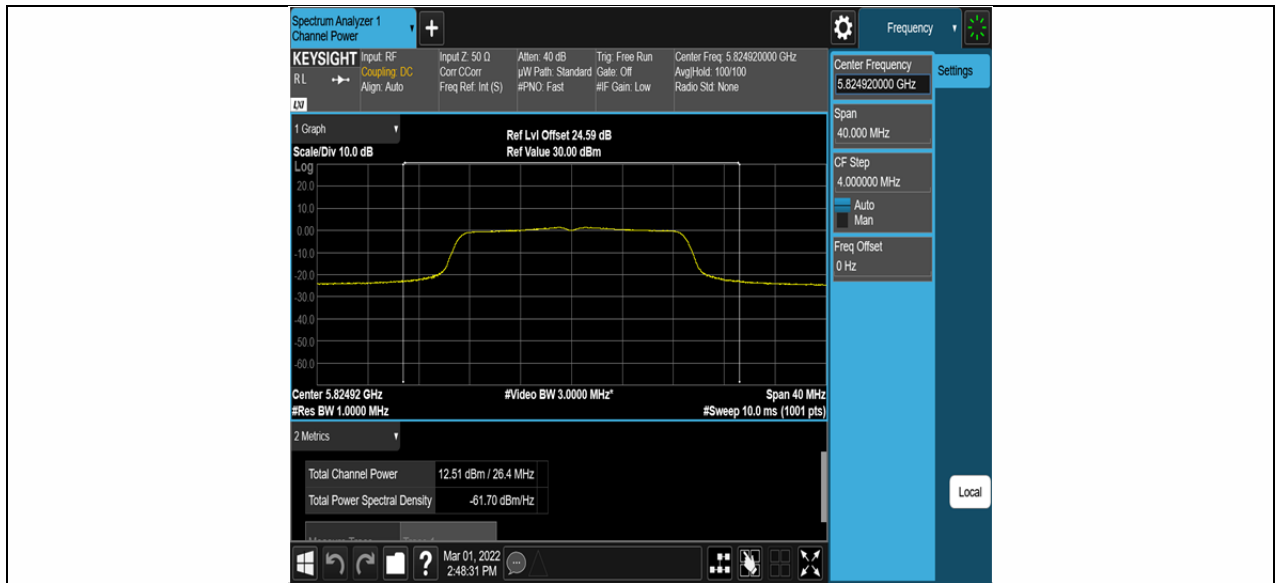 Spectrum Analyzer 1
Channel Power
+
Frequency
KEYSIGHT
RL
LXI
Input: RF
Coupling: DC
Align: Auto
Input Z: 50 Ω
Corr CCorr
Freq Ref: Int (S)
Atten: 40 dB
µW Path: Standard
#PNO: Fast
Trig: Free Run
Gate: Off
#IF Gain: Low
Center Freq: 5.824920000 GHz
Avg|Hold: 100/100
Radio Std: None
Center Frequency
5.824920000 GHz
Settings
Span
40.000 MHz
CF Step
4.000000 MHz
Auto
Man
Freq Offset
0 Hz
Local
1 Graph
Scale/Div 10.0 dB
Ref Lvl Offset 24.59 dB
Ref Value 30.00 dBm
Log
20.0
10.0
0.00
-10.0
-20.0
-30.0
-40.0
-50.0
-60.0
Center 5.82492 GHz
#Video BW 3.0000 MHz*
Span 40 MHz
#Res BW 1.0000 MHz
#Sweep 10.0 ms (1001 pts)
2 Metrics
Total Channel Power 12.51 dBm / 26.4 MHz
Total Power Spectral Density -61.70 dBm/Hz
?
Mar 01, 2022
2:48:31 PM